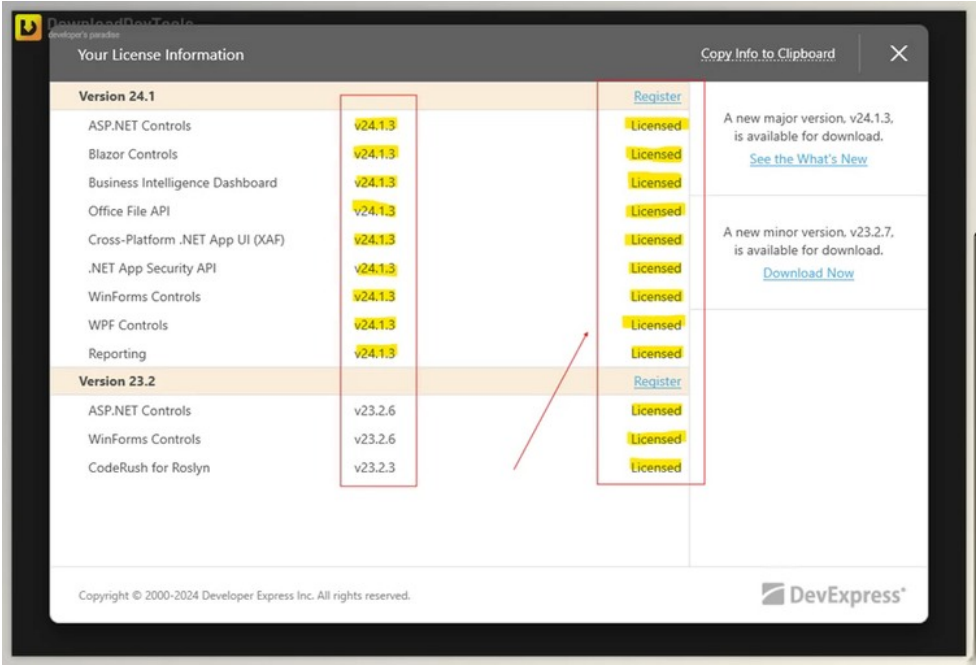 DownloadDevTools
developer's paradise
Your License Information
Copy Info to Clipboard
Version 24.1 Register
ASP.NET Controls v24.1.3 Licensed
Blazor Controls v24.1.3 Licensed
Business Intelligence Dashboard v24.1.3 Licensed
Office File API v24.1.3 Licensed
Cross-Platform .NET App UI (XAF) v24.1.3 Licensed
.NET App Security API v24.1.3 Licensed
WinForms Controls v24.1.3 Licensed
WPF Controls v24.1.3 Licensed
Reporting v24.1.3 Licensed
Version 23.2 Register
ASP.NET Controls v23.2.6 Licensed
WinForms Controls v23.2.6 Licensed
CodeRush for Roslyn v23.2.3 Licensed
A new major version, v24.1.3,
is available for download.
See the What's New
A new minor version, v23.2.7,
is available for download.
Download Now
Copyright © 2000-2024 Developer Express Inc. All rights reserved.
DevExpress®